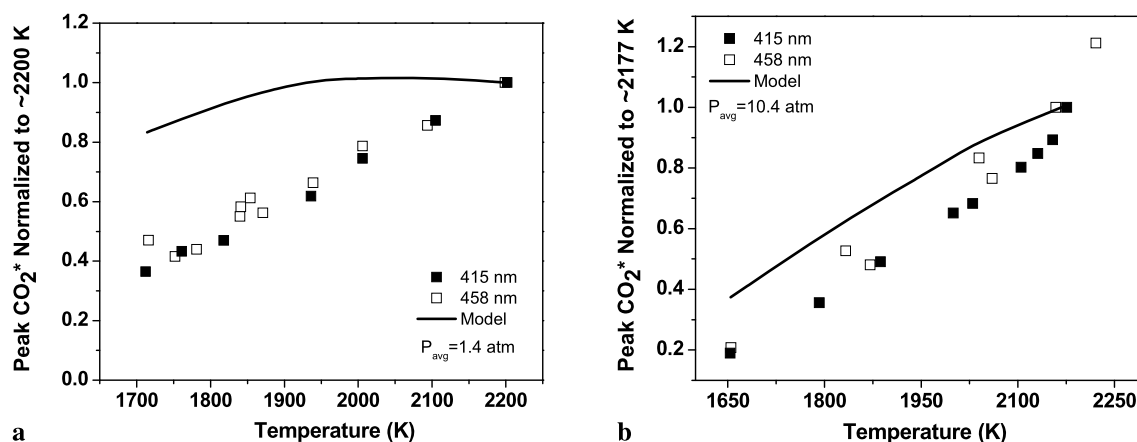 1.2
1.0
0.8
0.6
0.4
0.2
0.0
Peak CO2* Normalized to ~2200 K
415 nm
458 nm
Model
Pavg=1.4 atm
1700 1800 1900 2000 2100 2200
Temperature (K)
a
1.2
1.0
0.8
0.6
0.4
0.2
Peak CO2* Normalized to ~2177 K
415 nm
458 nm
Model
Pavg=10.4 atm
1650 1800 1950 2100 2250
Temperature (K)
b